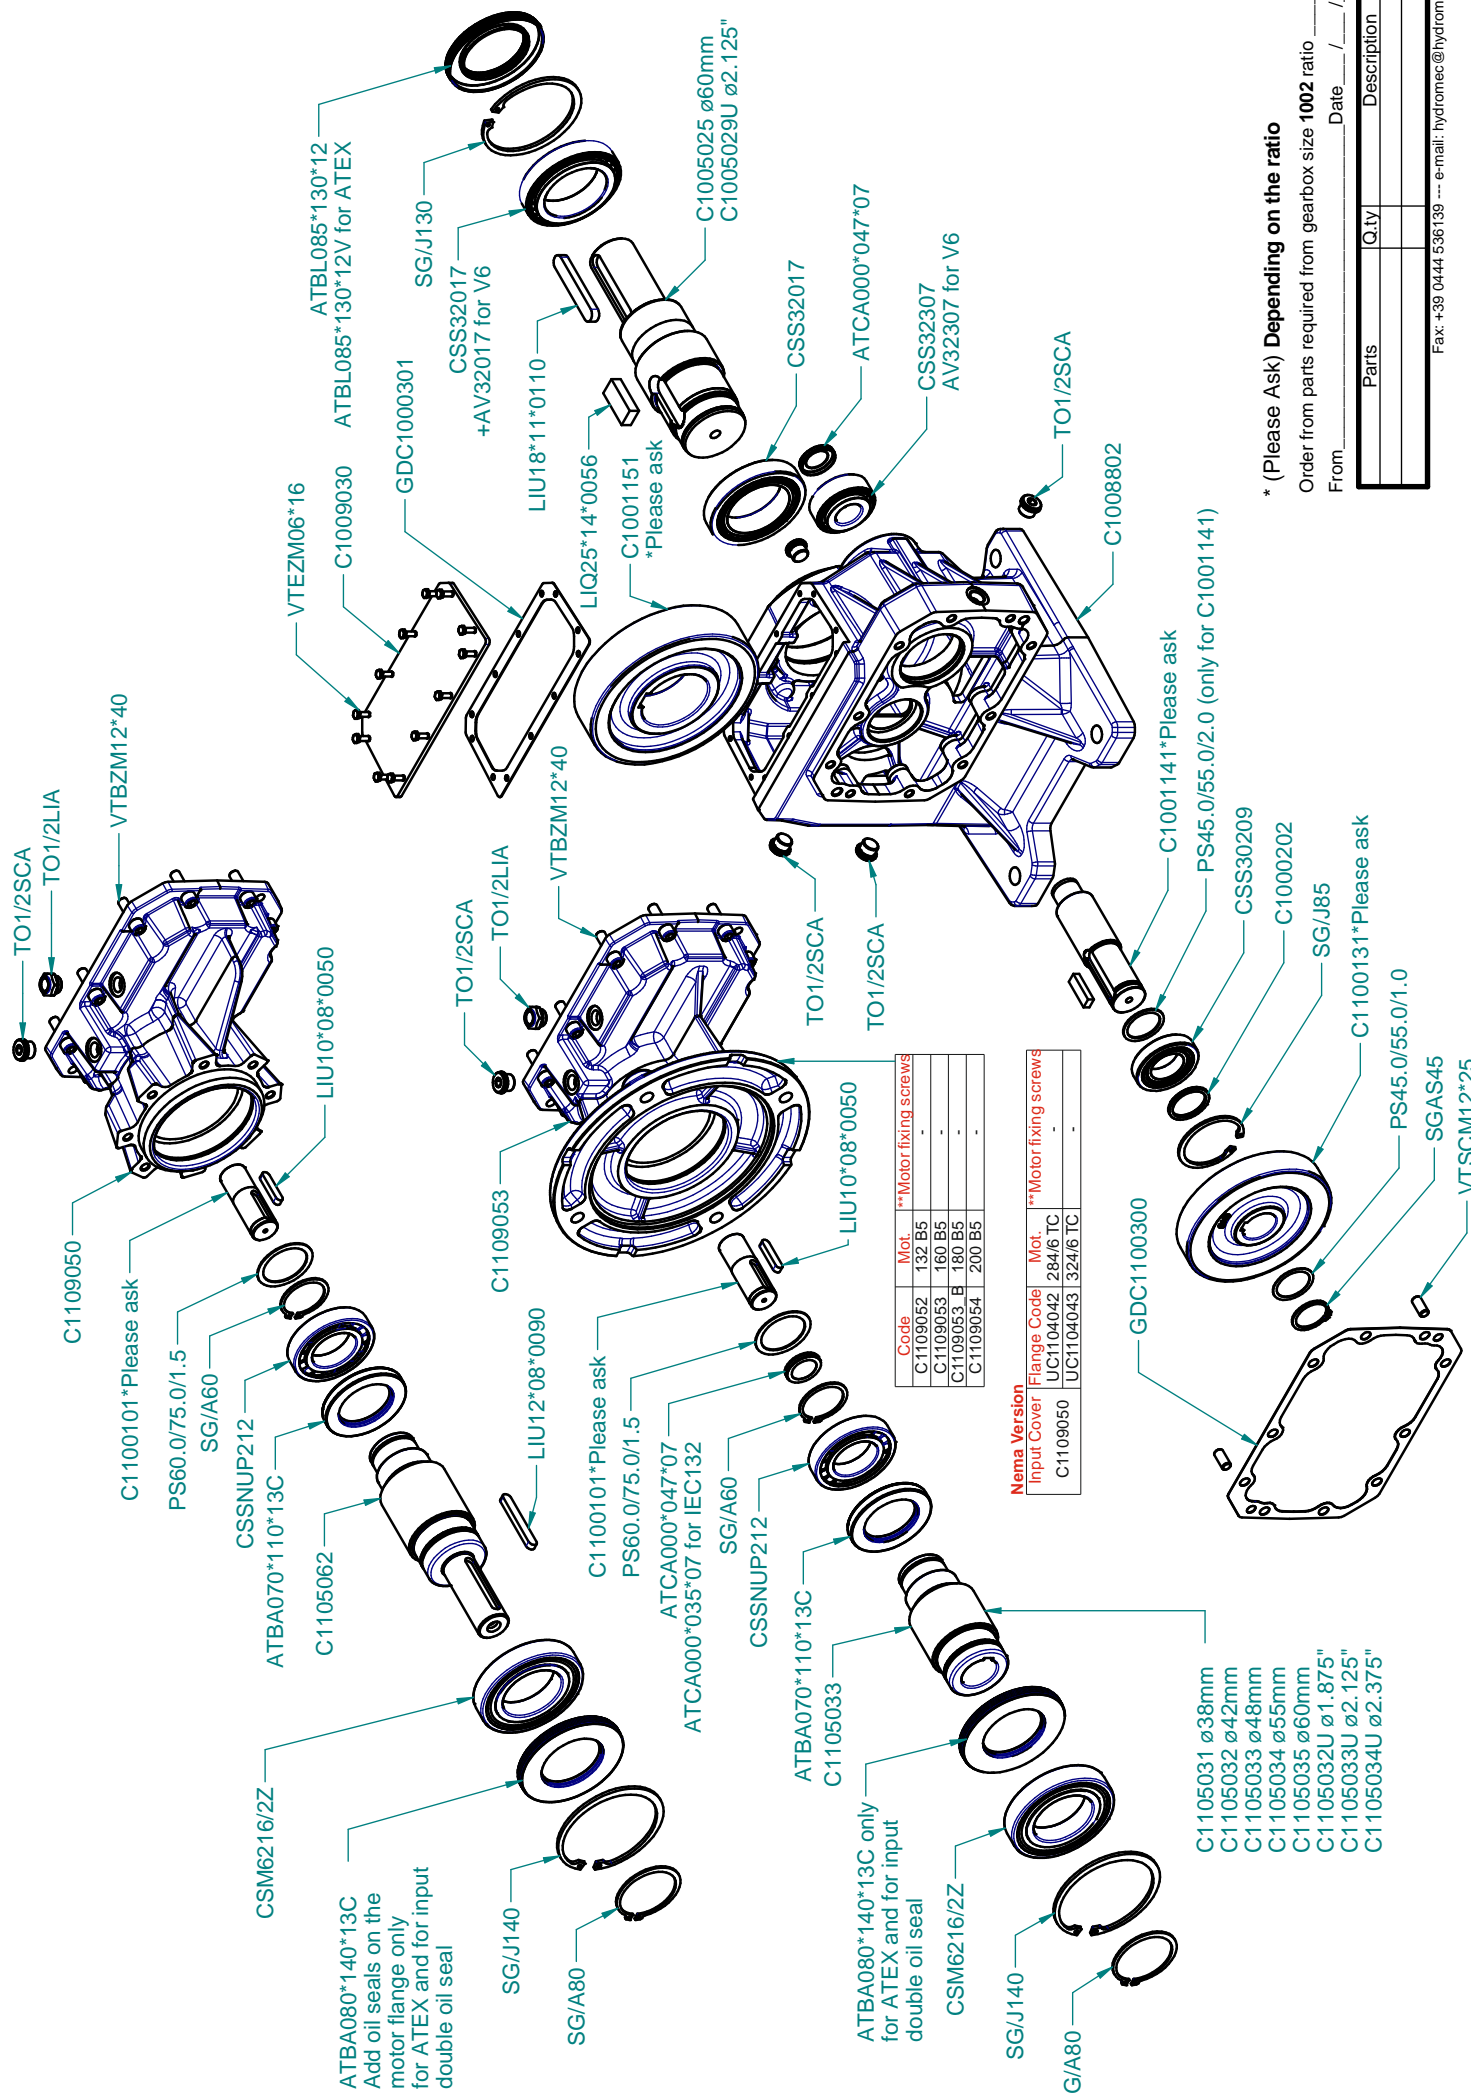 ATBL085*130*12
ATBL085*130*12V for ATEX
SG/J130
CSS32017
+AV32017 for V6
LIU18*11*0110
C1005025 ø60mm
C1005029U ø2.125"
VTEZM06*16
C1009030
GDC1000301
LIQ25*14*0056
C1001151
*Please ask
CSS32017
ATCA000*047*07
CSS32307
AV32307 for V6
TO1/2SCA
C1008802
TO1/2SCA
TO1/2LIA
VTBZM12*40
C1109050
LIU10*08*0050
C1100101*Please ask
PS60.0/75.0/1.5
SG/A60
CSSNUP212
ATBA070*110*13C
C1105062
LIU12*08*0090
CSM6216/2Z
ATBA080*140*13C
Add oil seals on the
motor flange only
for ATEX and for input
double oil seal
SG/J140
SG/A80
TO1/2SCA
TO1/2LIA
VTBZM12*40
C1109053
LIU10*08*0050
C1100101*Please ask
PS60.0/75.0/1.5
ATCA000*047*07
ATCA000*035*07 for IEC132
SG/A60
CSSNUP212
ATBA070*110*13C
C1105033
ATBA080*140*13C only
for ATEX and for input
double oil seal
CSM6216/2Z
SG/J140
G/A80
C1105031 ø38mm
C1105032 ø42mm
C1105033 ø48mm
C1105034 ø55mm
C1105035 ø60mm
C1105032U ø1.875"
C1105033U ø2.125"
C1105034U ø2.375"
TO1/2SCA
TO1/2SCA
C1001141*Please ask
PS45.0/55.0/2.0 (only for C1001141)
CSS30209
C1000202
SG/J85
C1100131*Please ask
PS45.0/55.0/1.0
SGAS45
VTSCM12*25
GDC1100300
Code Mot. **Motor fixing screws
C1109052 132 B5 -
C1109053 160 B5 -
C1109053_B 180 B5 -
C1109054 200 B5 -
Nema Version
Input Cover Flange Code Mot. **Motor fixing screws
C1109050 UC1104042 284/6 TC -
UC1104043 324/6 TC -
* (Please Ask) Depending on the ratio
Order from parts required from gearbox size 1002 ratio ___
From____________________Date___/___/
Parts Q.ty Description
Fax: +39 0444 536139 --- e-mail: hydromec@hydrom